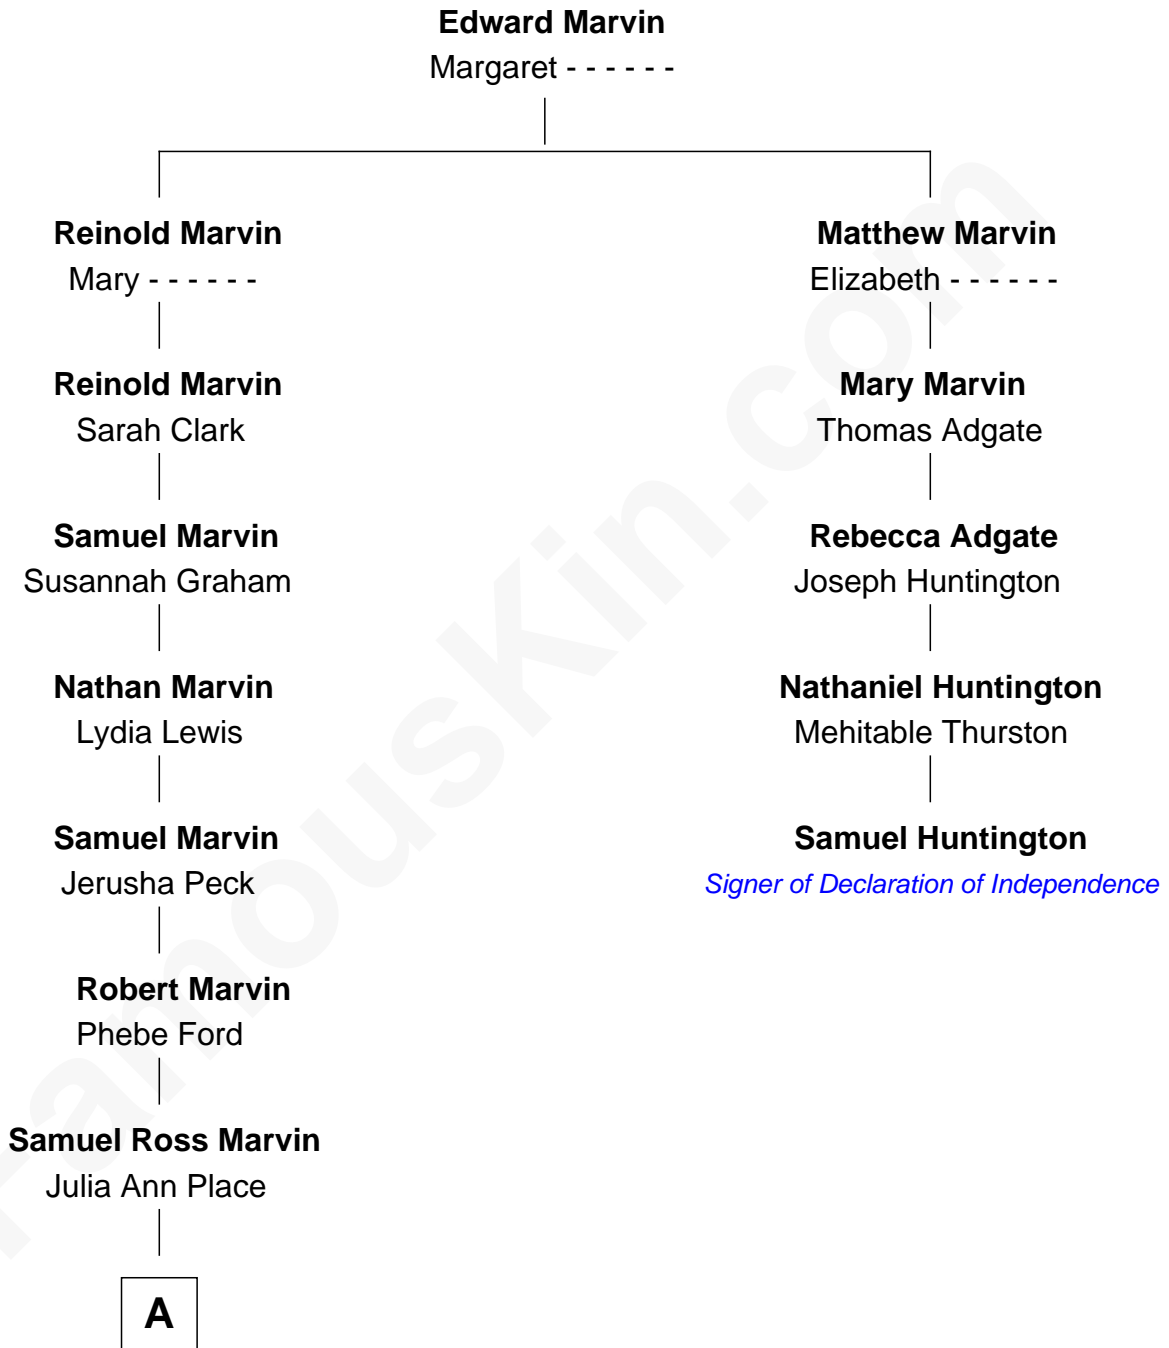 Edward Marvin
Margaret - - - - - -
Reinold Marvin
Mary - - - - - -
Matthew Marvin
Elizabeth - - - - - -
Reinold Marvin
Sarah Clark
Mary Marvin
Thomas Adgate
Samuel Marvin
Susannah Graham
Rebecca Adgate
Joseph Huntington
Nathan Marvin
Lydia Lewis
Nathaniel Huntington
Mehitable Thurston
Samuel Marvin
Jerusha Peck
Samuel Huntington
Signer of Declaration of Independence
Robert Marvin
Phebe Ford
Samuel Ross Marvin
Julia Ann Place
A
FamousKin.com